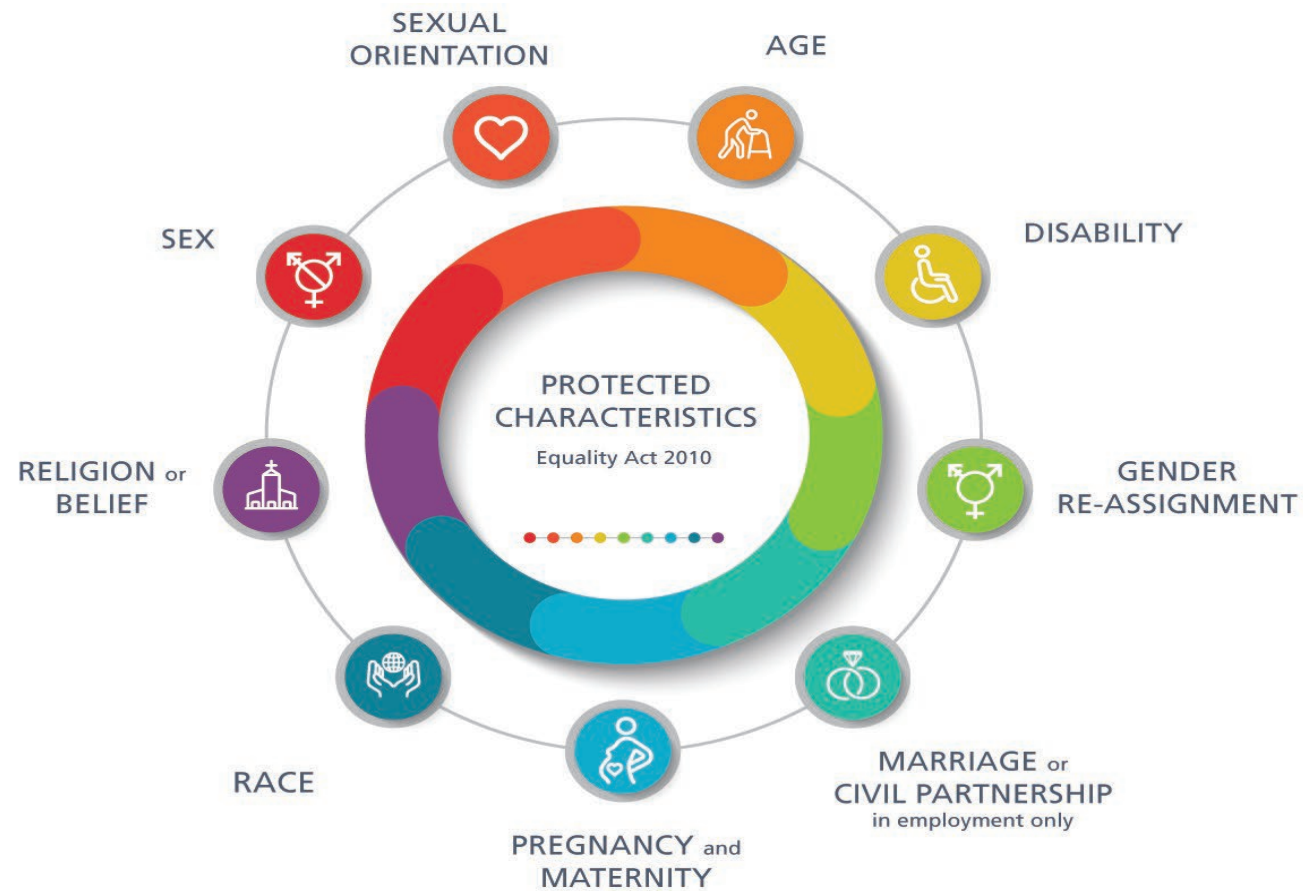 SEXUAL
ORIENTATION
AGE
SEX
DISABILITY
PROTECTED
CHARACTERISTICS
Equality Act 2010
RELIGION or
BELIEF
GENDER
RE-ASSIGNMENT
RACE
MARRIAGE or
CIVIL PARTNERSHIP
in employment only
PREGNANCY and
MATERNITY